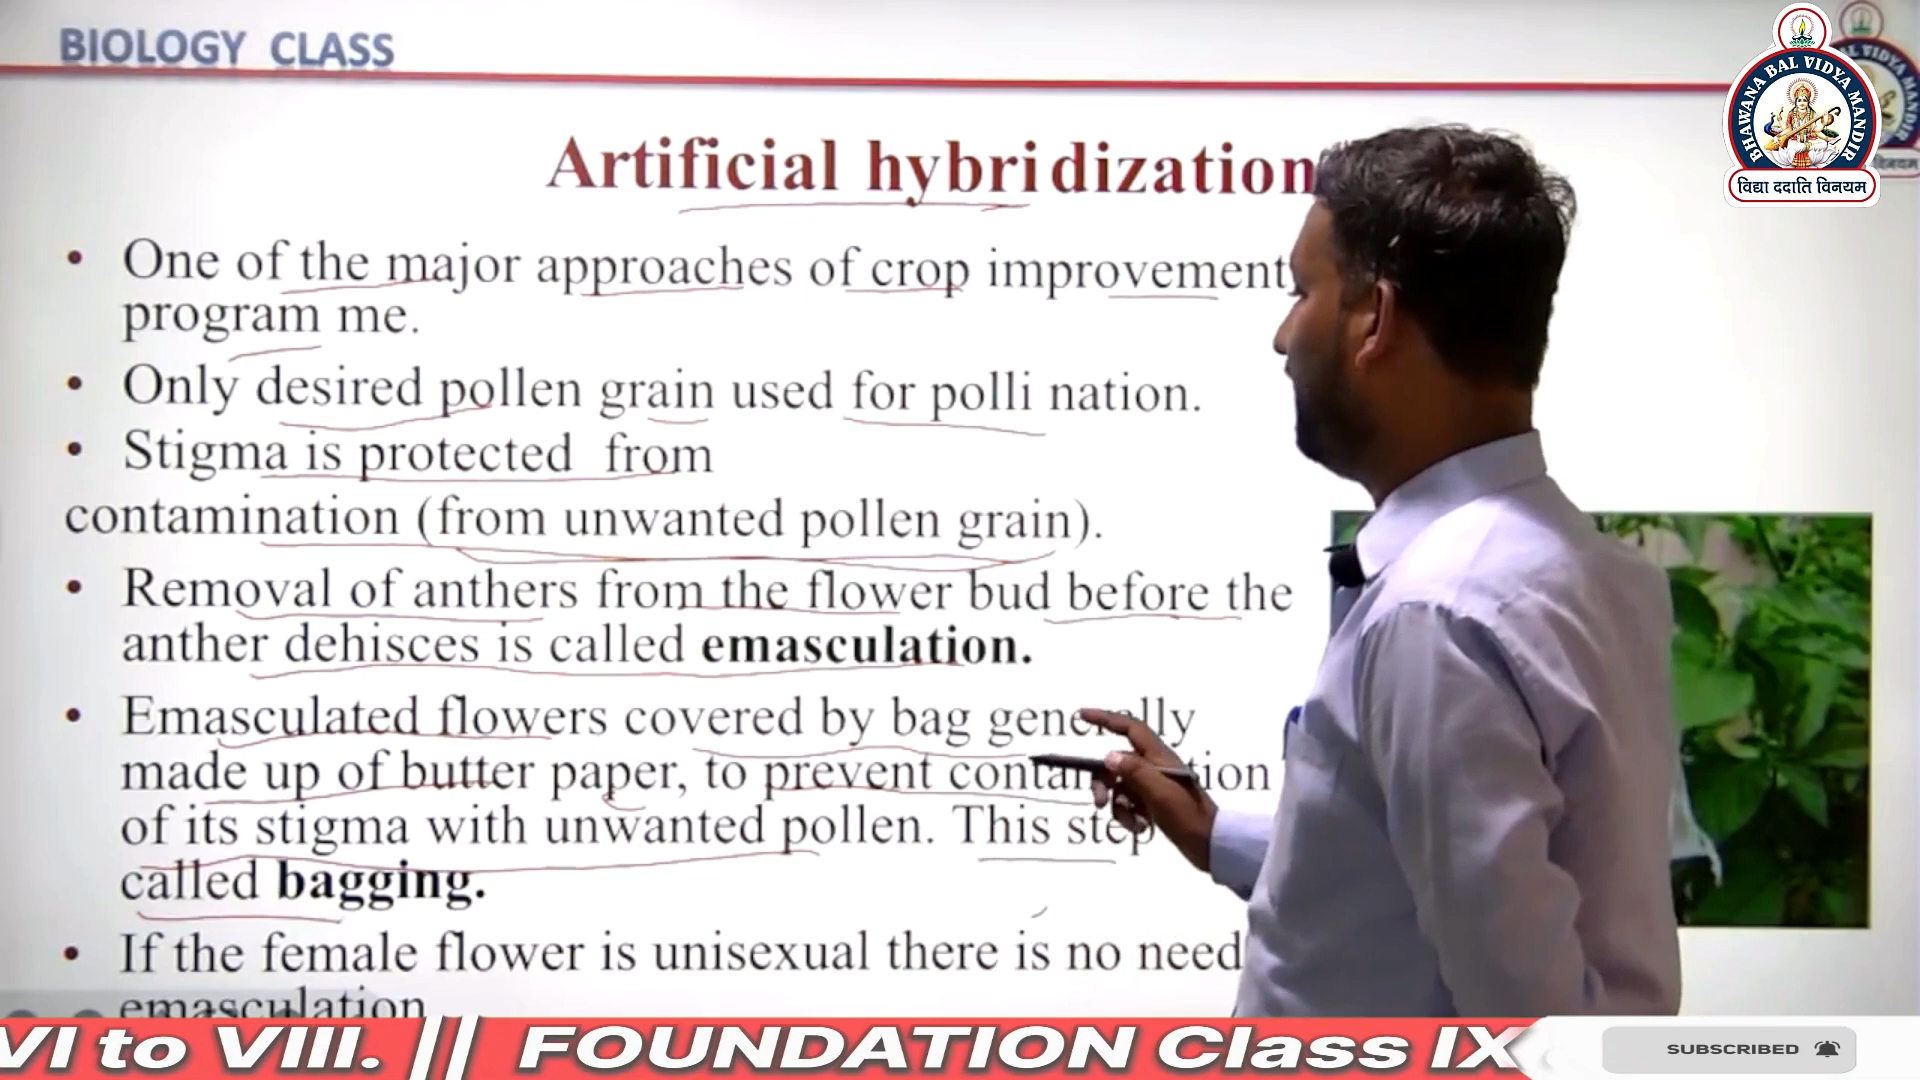 BIOLOGY CLASS
BHAWANA BAL VIDYA MANDIR
विद्या ददाति विनयम
Artificial hybridization
• One of the major approaches of crop improvement
program me.
• Only desired pollen grain used for polli nation.
• Stigma is protected from
contamination (from unwanted pollen grain).
• Removal of anthers from the flower bud before the
anther dehisces is called emasculation.
• Emasculated flowers covered by bag generally
made up of butter paper, to prevent contamination
of its stigma with unwanted pollen. This step
called bagging.
• If the female flower is unisexual there is no need
emasculation
VI to VIII. || FOUNDATION Class IX
SUBSCRIBED